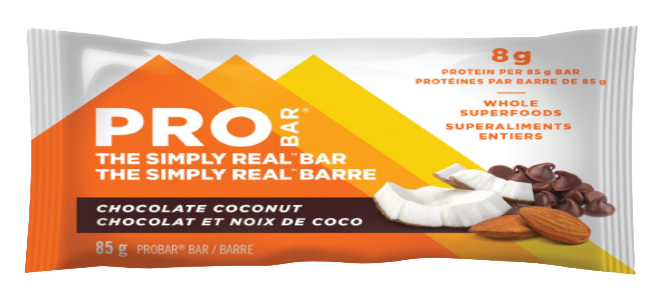 8g
PROTEIN PER 85 g BAR
PROTÉINES PAR BARRE DE 85 g
WHOLE
SUPERFOODS
SUPERALIMENTS
ENTIERS
PRO BAR®
THE SIMPLY REAL™ BAR
THE SIMPLY REAL™ BARRE
CHOCOLATE COCONUT
CHOCOLAT ET NOIX DE COCO
85 g PROBAR® BAR / BARRE